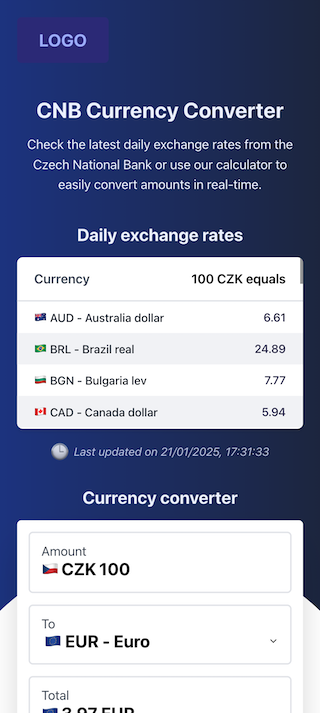 LOGO
CNB Currency Converter
Check the latest daily exchange rates from the
Czech National Bank or use our calculator to
easily convert amounts in real-time.
Daily exchange rates
Currency 100 CZK equals
AUD - Australia dollar 6.61
BRL - Brazil real 24.89
BGN - Bulgaria lev 7.77
CAD - Canada dollar 5.94
Last updated on 21/01/2025, 17:31:33
Currency converter
Amount
CZK 100
To
EUR - Euro
Total
3.97 EUR